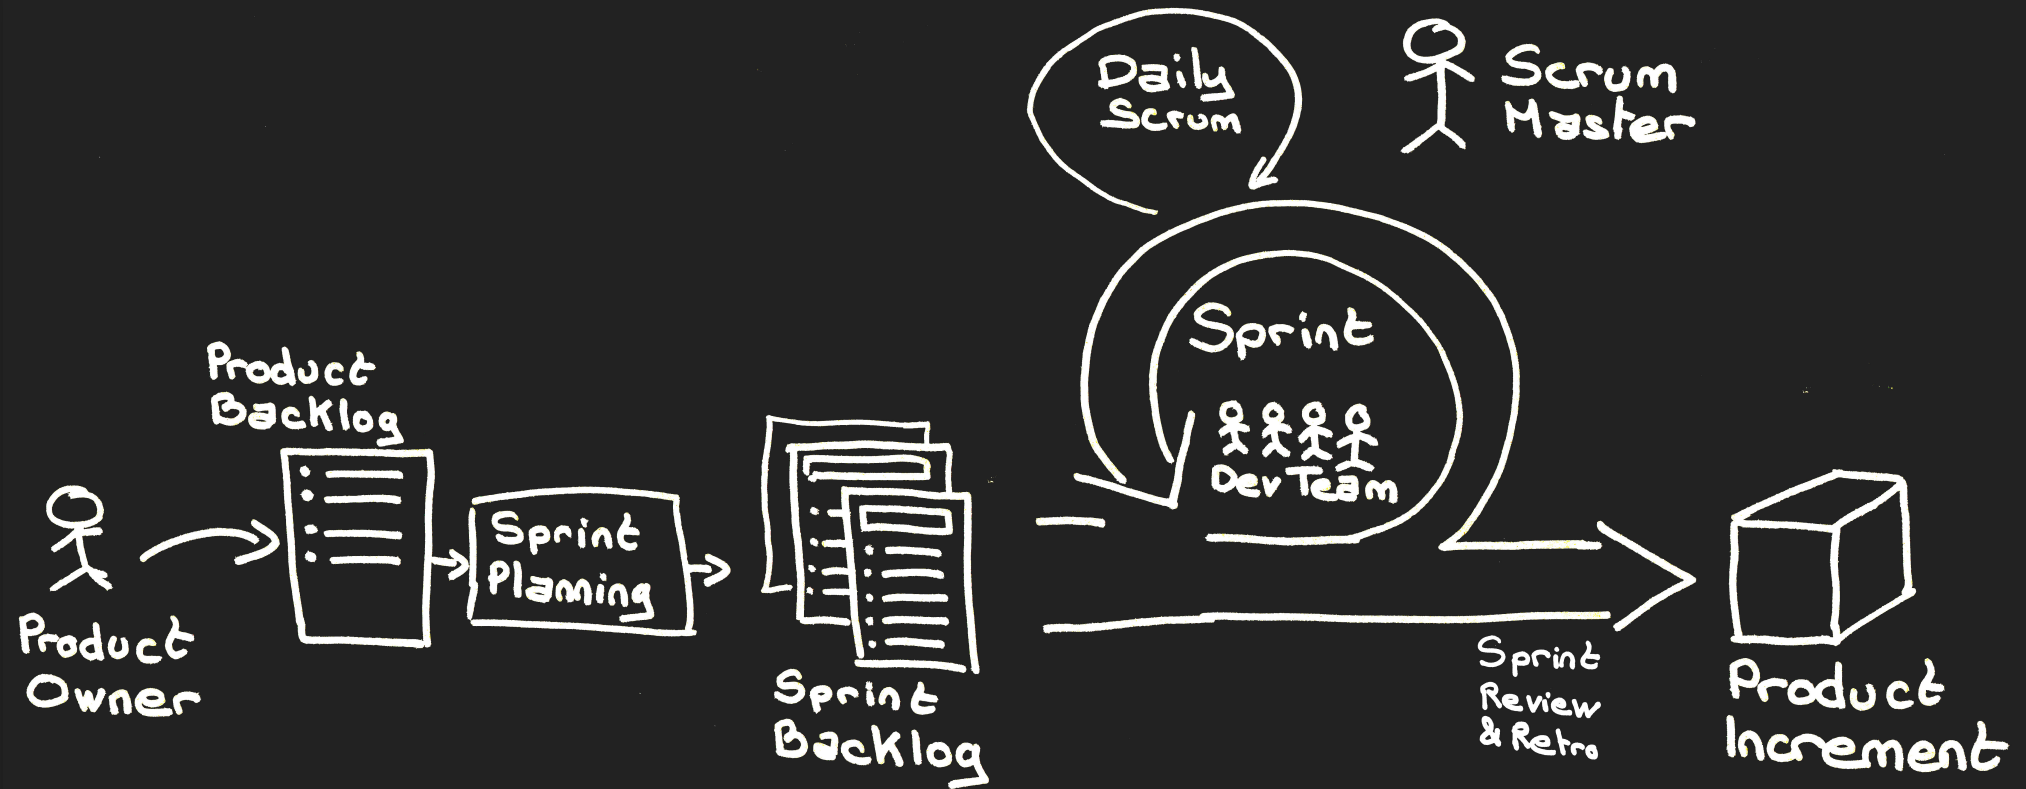 Daily
Scrum
Scrum
Master
Sprint
Dev Team
Product
Backlog
Sprint
Planning
Product
Owner
Sprint
Backlog
Sprint
Review
& Retro
Product
Increment